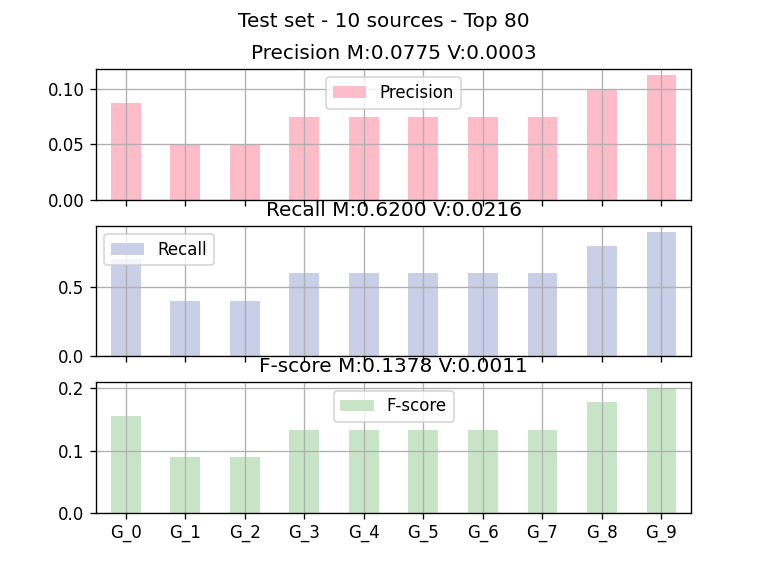 Test set - 10 sources - Top 80
Precision M:0.0775 V:0.0003
0.10
0.05
0.00
Precision
Recall M:0.6200 V:0.0216
0.5
0.0
Recall
F-score M:0.1378 V:0.0011
0.2
0.1
0.0
F-score
G_0 G_1 G_2 G_3 G_4 G_5 G_6 G_7 G_8 G_9